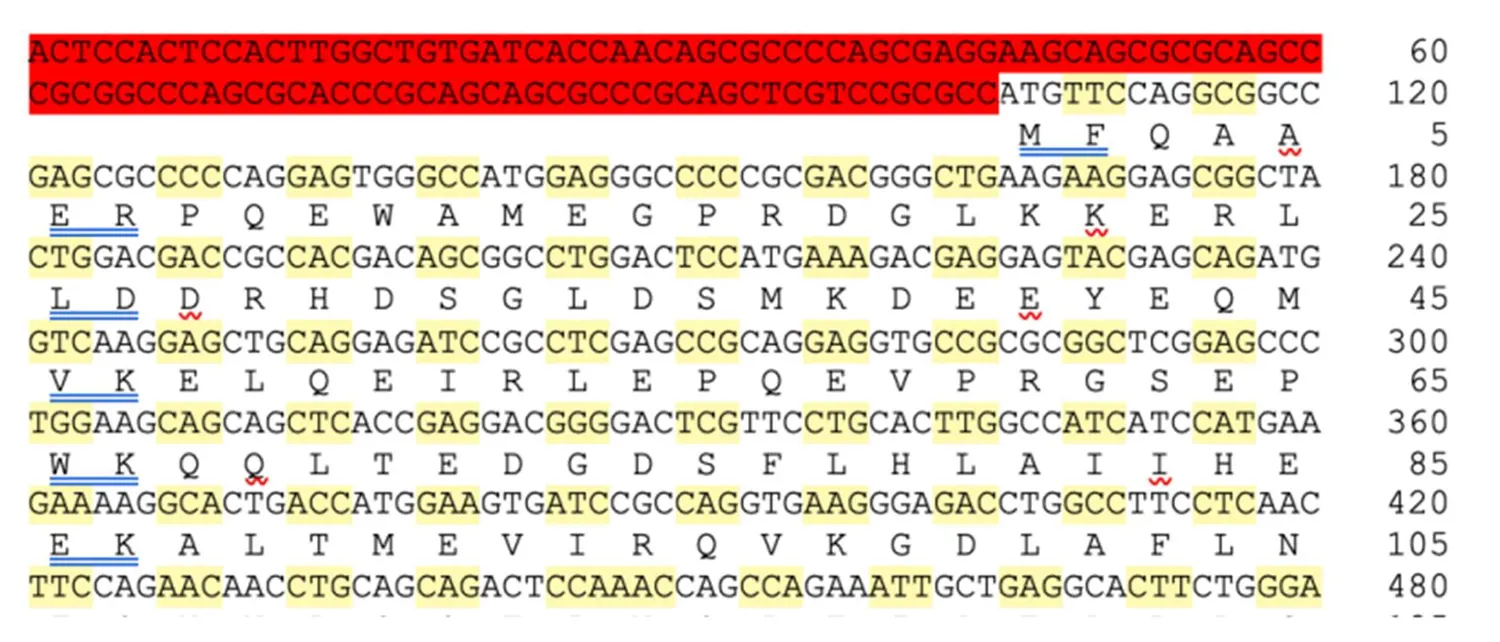 ACTCCACTCCACTTGGCTGTGATCACCAACAGCGCCCCAGCGAGGAAGCAGCGCGCAGCC 60
CGCGGCCCAGCGCACCCGCAGCAGCGCCCGCAGCTCGTCCGCGCCATGTTCCAGGCGGCC 120
M F Q A A 5
GAGCGCCCCCAGGAGTGGGCCATGGAGGGCCCCCGCGACGGGCTGAAGAAGGAGCGGCTA 180
E R P Q E W A M E G P R D G L K K E R L 25
CTGGACGACCGCCACGACAGCGGCCTGGACTCCATGAAAGACGAGGAGTACGAGCAGATG 240
L D D R H D S G L D S M K D E E Y E Q M 45
GTCAAGGAGCTGCAGGAGATCCGCCTCGAGCCGCAGGAGGTGCCGCGCGGCTCGGAGCCC 300
V K E L Q E I R L E P Q E V P R G S E P 65
TGGAAGCAGCAGCTCACCGAGGACGGGGACTCGTTCCTGCACTTGGCCATCATCCATGAA 360
W K Q Q L T E D G D S F L H L A I I H E 85
GAAAAGGCACTGACCATGGAAGTGATCCGCCAGGTGAAGGGAGACCTGGCCTTCCTCAAC 420
E K A L T M E V I R Q V K G D L A F L N 105
TTCCAGAACAACCTGCAGCAGACTCCAAACCAGCCAGAAATTGCTGAGGCACTTCTGGGA 480